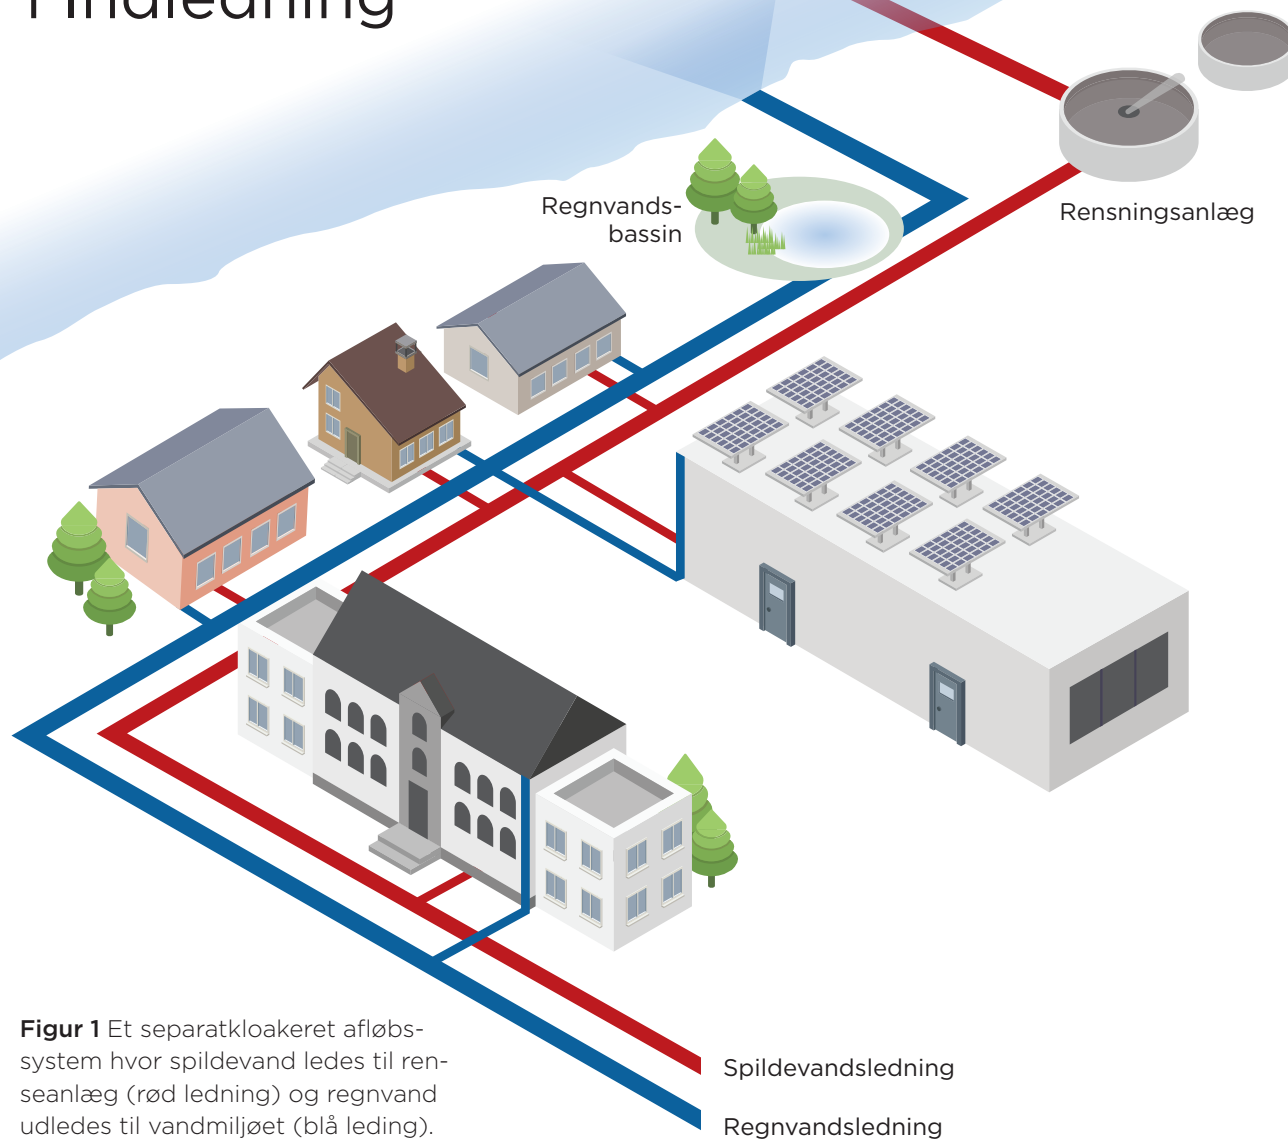 Indledning
Regnvands-
bassin
Rensningsanlæg
Figur 1 Et separatkloakeret afløbs-
system hvor spildevand ledes til ren-
seanlæg (rød ledning) og regnvand
udledes til vandmiljøet (blå leding).
Spildevandsledning
Regnvandsledning